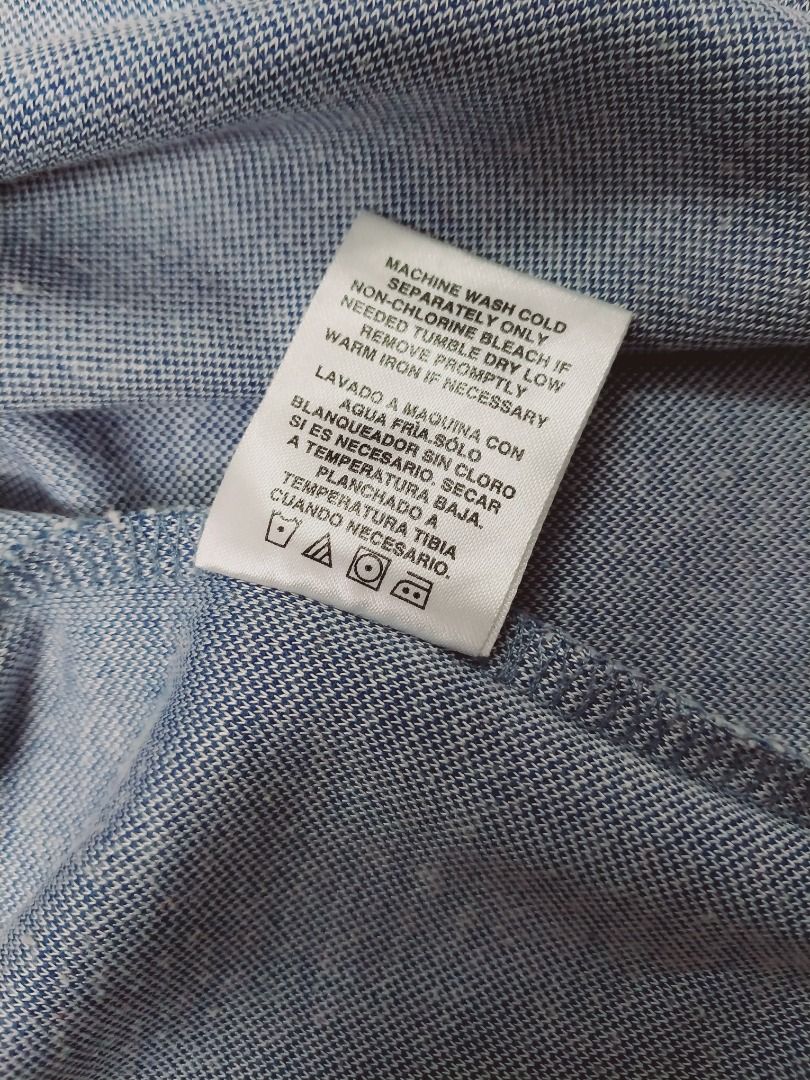 MACHINE WASH COLD
SEPARATELY ONLY
NON-CHLORINE BLEACH IF
NEEDED TUMBLE DRY LOW
REMOVE PROMPTLY
WARM IRON IF NECESSARY
LAVADO A MAQUINA CON
AGUA FRÌA.SÓLO
BLANQUEADOR SIN CLORO
SI ES NECESARIO. SECAR
A TEMPERATURA BAJA.
PLANCHADO A
TEMPERATURA TIBIA
CUANDO NECESARIO.